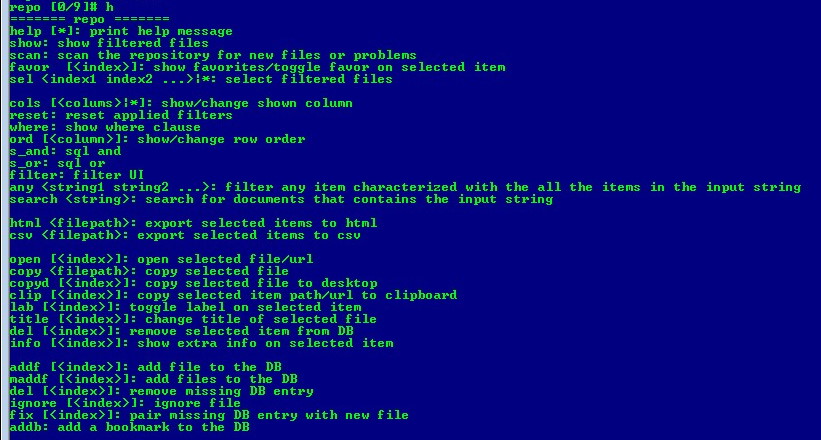 repo [0/9]# h
======= repo =======
help [*]: print help message
show: show filtered files
scan: scan the repository for new files or problems
favor  [<index>]: show favorites/toggle favor on selected item
sel <index1 index2 ...>¦*: select filtered files
cols [<colums>¦*]: show/change shown column
reset: reset applied filters
where: show where clause
ord [<column>]: show/change row order
s_and: sql and
s_or: sql or
filter: filter UI
any <string1 string2 ...>: filter any item characterized with the all the items in the input string
search <string>: search for documents that contains the input string
html <filepath>: export selected items to html
csv <filepath>: export selected items to csv
open [<index>]: open selected file/url
copy <filepath>: copy selected file
copyd [<index>]: copy selected file to desktop
clip [<index>]: copy selected item path/url to clipboard
lab [<index>]: toggle label on selected item
title [<index>]: change title of selected file
del [<index>]: remove selected item from DB
info [<index>]: show extra info on selected item
addf [<index>]: add file to the DB
maddf [<index>]: add files to the DB
del [<index>]: remove missing DB entry
ignore [<index>]: ignore file
fix [<index>]: pair missing DB entry with new file
addb: add a bookmark to the DB